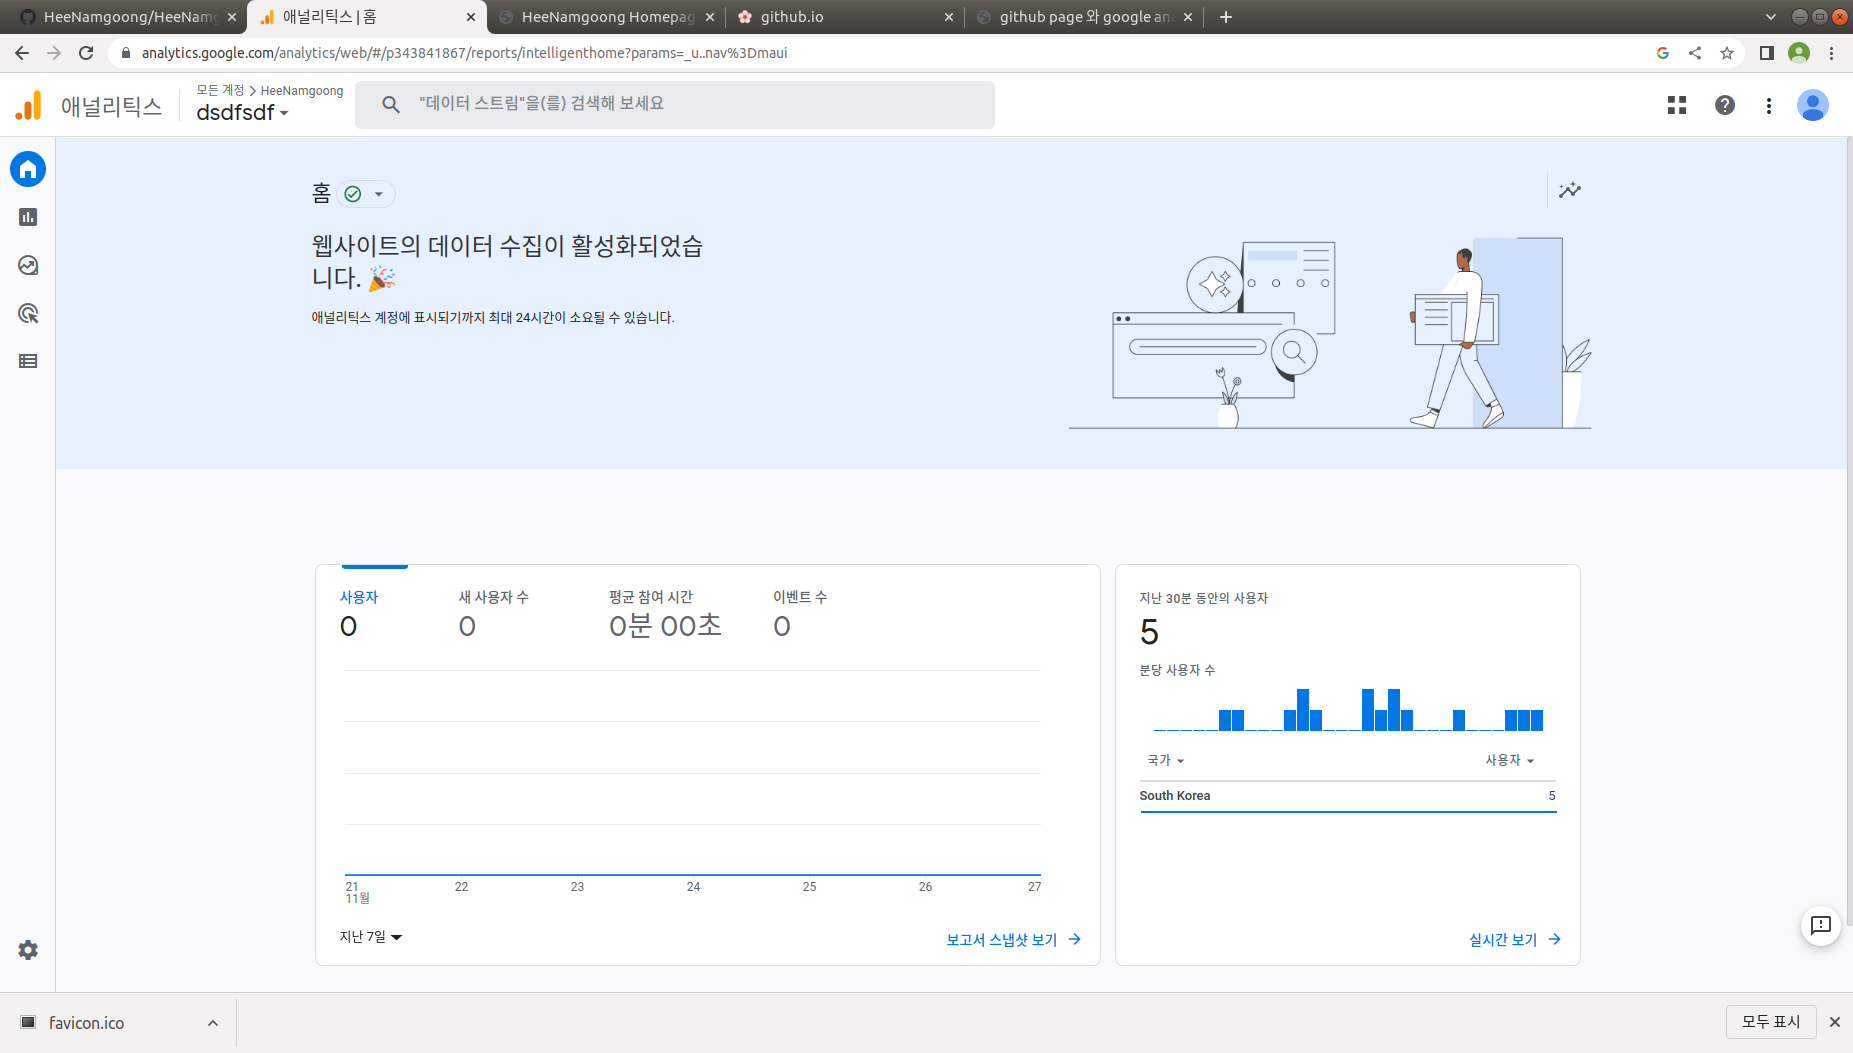 HeeNamgoong/HeeNamg
애널리틱스 | 홈
HeeNamgoong Homepag
github.io
github page 와 google an
analytics.google.com/analytics/web/#/p343841867/reports/intelligenthome?params=_u..nav%3Dmaui
애널리틱스
모든 계정 > HeeNamgoong
dsdfsdf
"데이터 스트림"을(를) 검색해 보세요
홈
웹사이트의 데이터 수집이 활성화되었습
니다. 🎉
애널리틱스 계정에 표시되기까지 최대 24시간이 소요될 수 있습니다.
사용자 새 사용자 수 평균 참여 시간 이벤트 수
0 0 0분 00초 0
21 22 23 24 25 26 27
11월
지난 7일
보고서 스냅샷 보기
지난 30분 동안의 사용자
5
분당 사용자 수
국가 사용자
South Korea 5
실시간 보기
favicon.ico
모두 표시